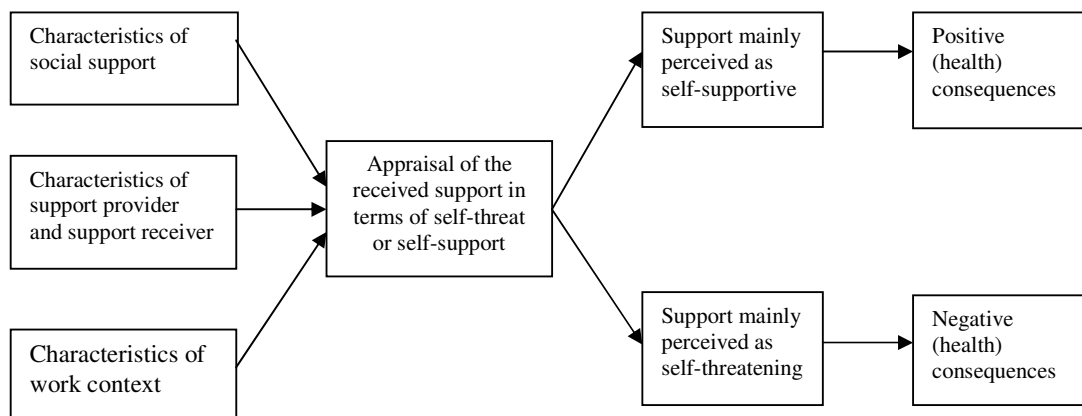 Characteristics of
social support
Characteristics of
support provider
and support receiver
Characteristics of
work context
Appraisal of the
received support in
terms of self-threat
or self-support
Support mainly
perceived as
self-supportive
Positive
(health)
consequences
Support mainly
perceived as
self-threatening
Negative
(health)
consequences